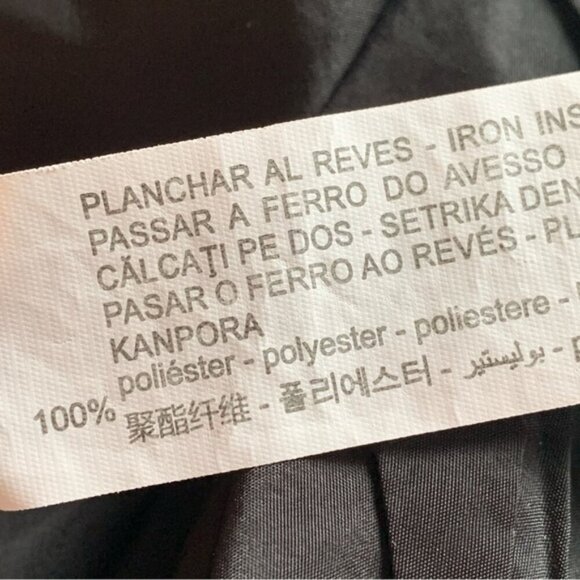 PLANCHAR AL REVES - IRON INS
PASSAR A FERRO DO AVESSO
CĂLCAŢI PE DOS - SETRIKA DEN
PASAR O FERRO AO REVÉS - PL
KANPORA
100% poliéster - polyester - poliestere -
聚酯纤维 - 폴리에스터 - بوليستير - p